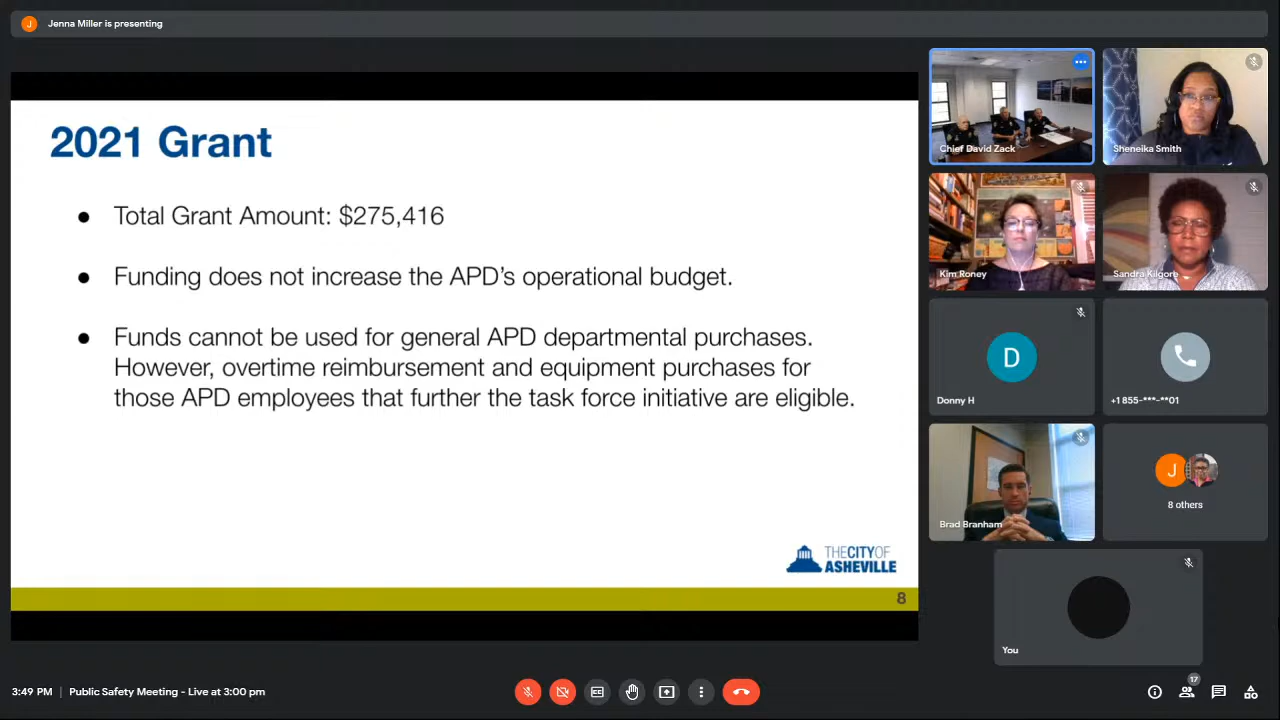 J
Jenna Miller is presenting
2021 Grant
● Total Grant Amount: $275,416
● Funding does not increase the APD's operational budget.
● Funds cannot be used for general APD departmental purchases.
However, overtime reimbursement and equipment purchases for
those APD employees that further the task force initiative are eligible.
THE CITY OF
ASHEVILLE
8
Chief David Zack
Sheneika Smith
Kim Roney
Sandra Kilgore
D
Donny H
+1 855-***-**01
Brad Branham
J
8 others
You
3:49 PM | Public Safety Meeting - Live at 3:00 pm
CC
17